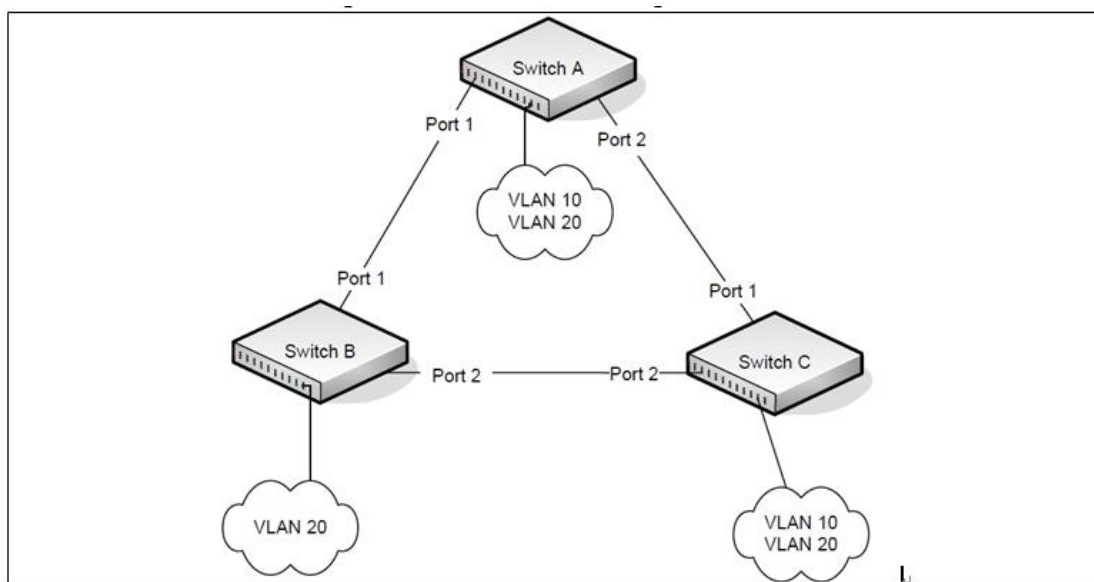 Switch A
Port 1
Port 2
VLAN 10
VLAN 20
Port 1
Port 1
Switch B
Switch C
Port 2
Port 2
VLAN 20
VLAN 10
VLAN 20